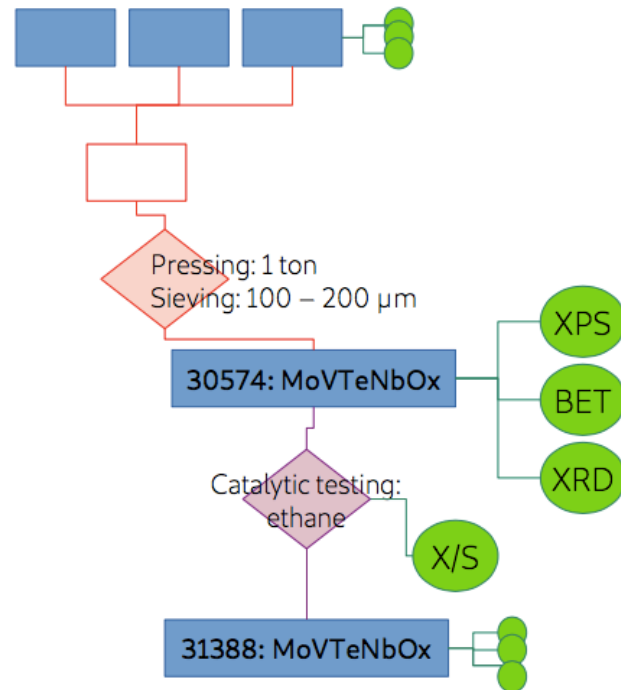 Pressing: 1 ton
Sieving: 100 – 200 µm
XPS
30574: MoVTeNbOx
BET
XRD
Catalytic testing:
ethane
X/S
31388: MoVTeNbOx